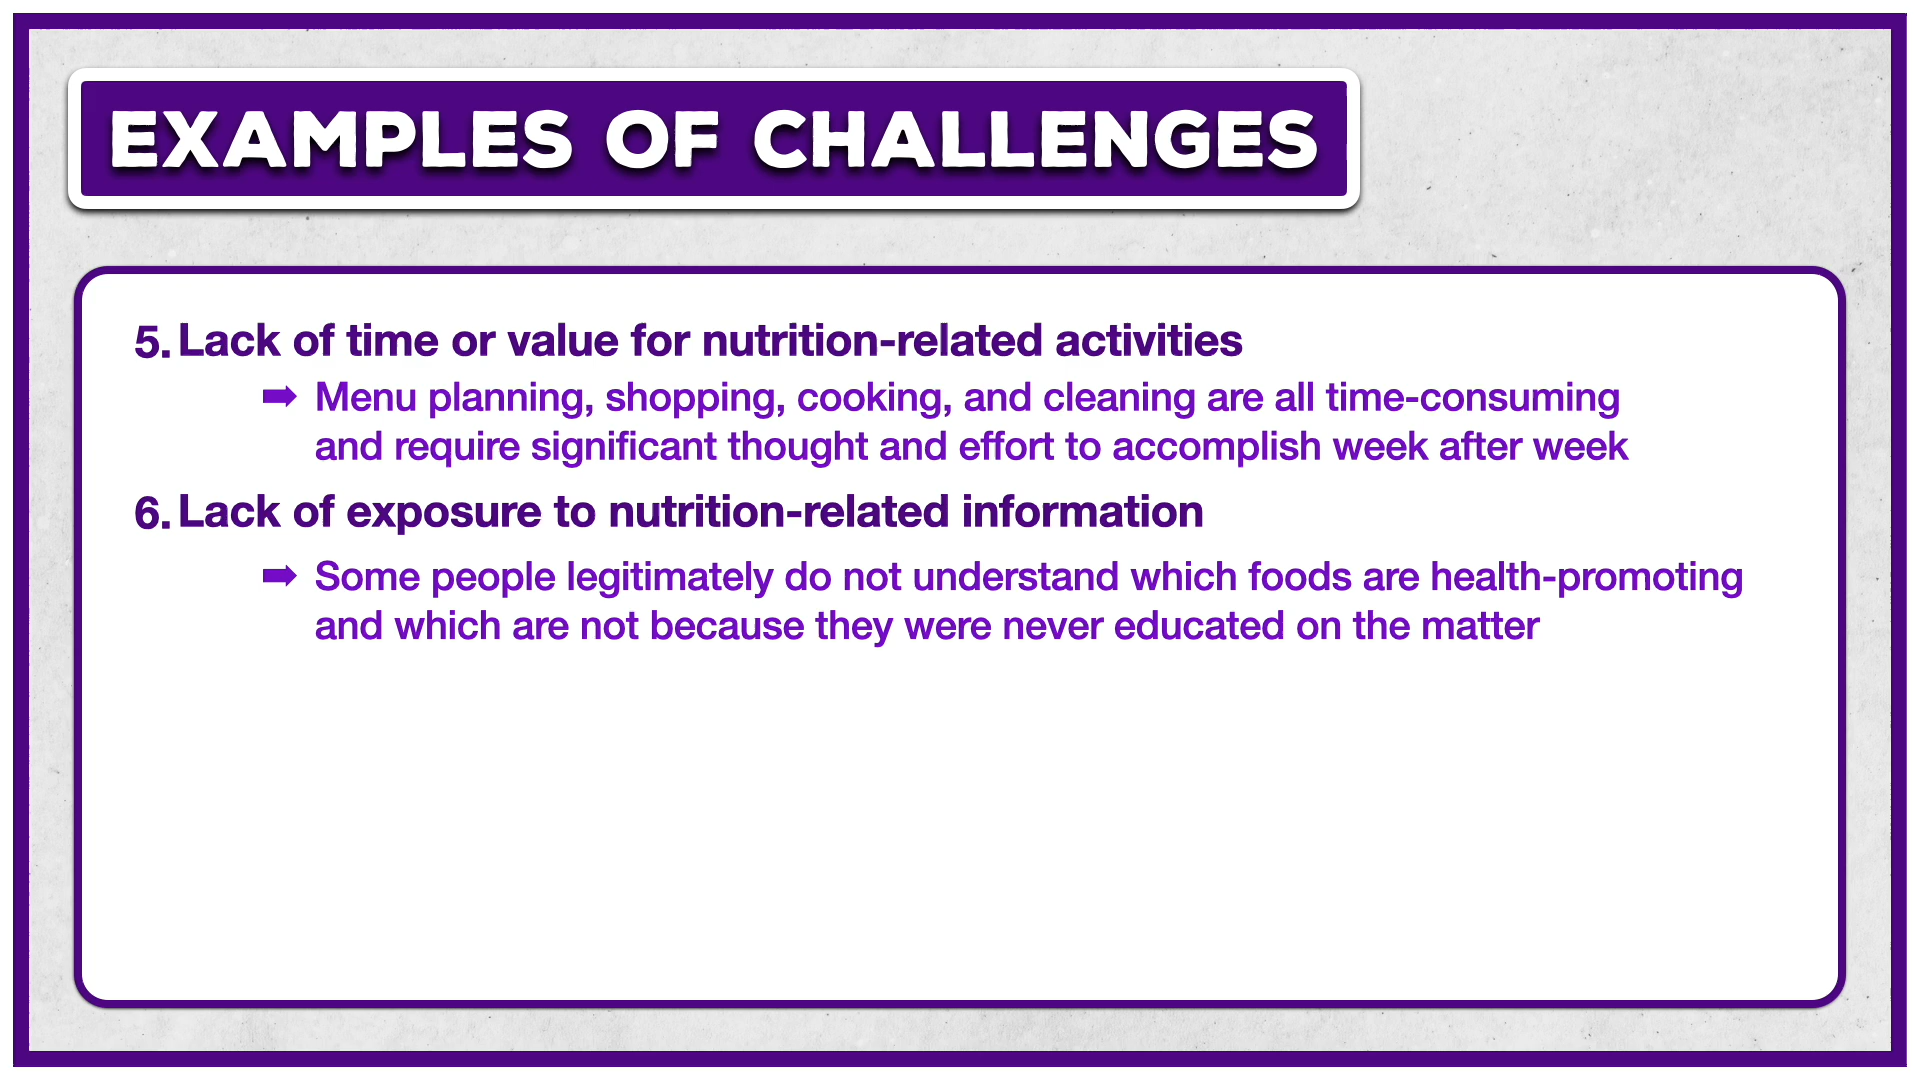 EXAMPLES OF CHALLENGES
5. Lack of time or value for nutrition-related activities
➡ Menu planning, shopping, cooking, and cleaning are all time-consuming
and require significant thought and effort to accomplish week after week
6. Lack of exposure to nutrition-related information
➡ Some people legitimately do not understand which foods are health-promoting
and which are not because they were never educated on the matter